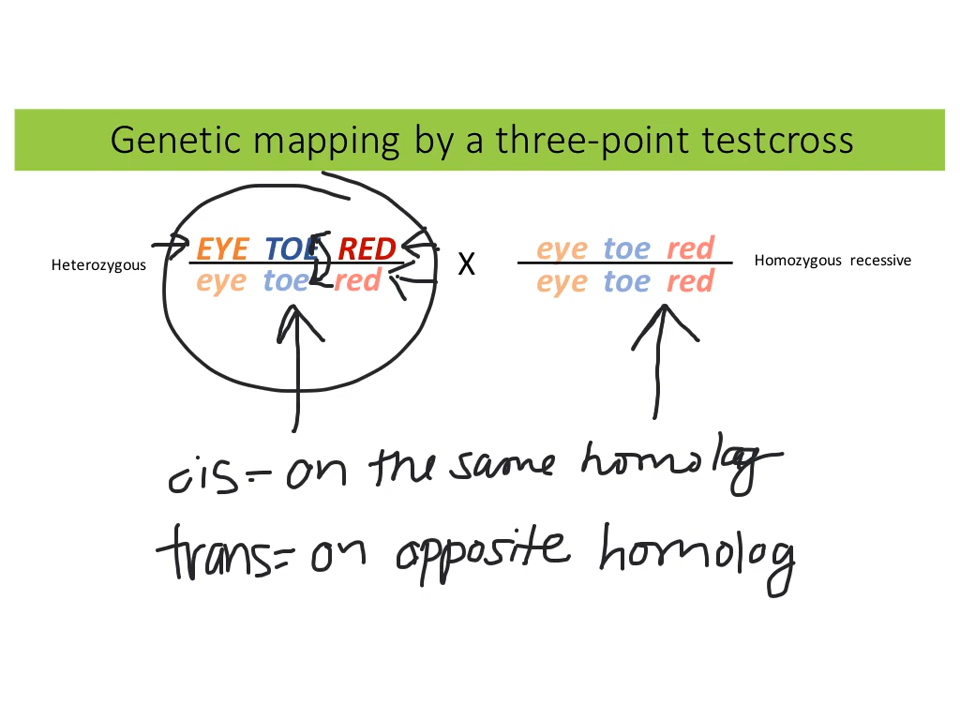 Genetic mapping by a three-point testcross
Heterozygous
EYE TOE RED
eye toe red
X
eye toe red
eye toe red
Homozygous recessive
cis= on the same homolog
trans= on opposite homolog